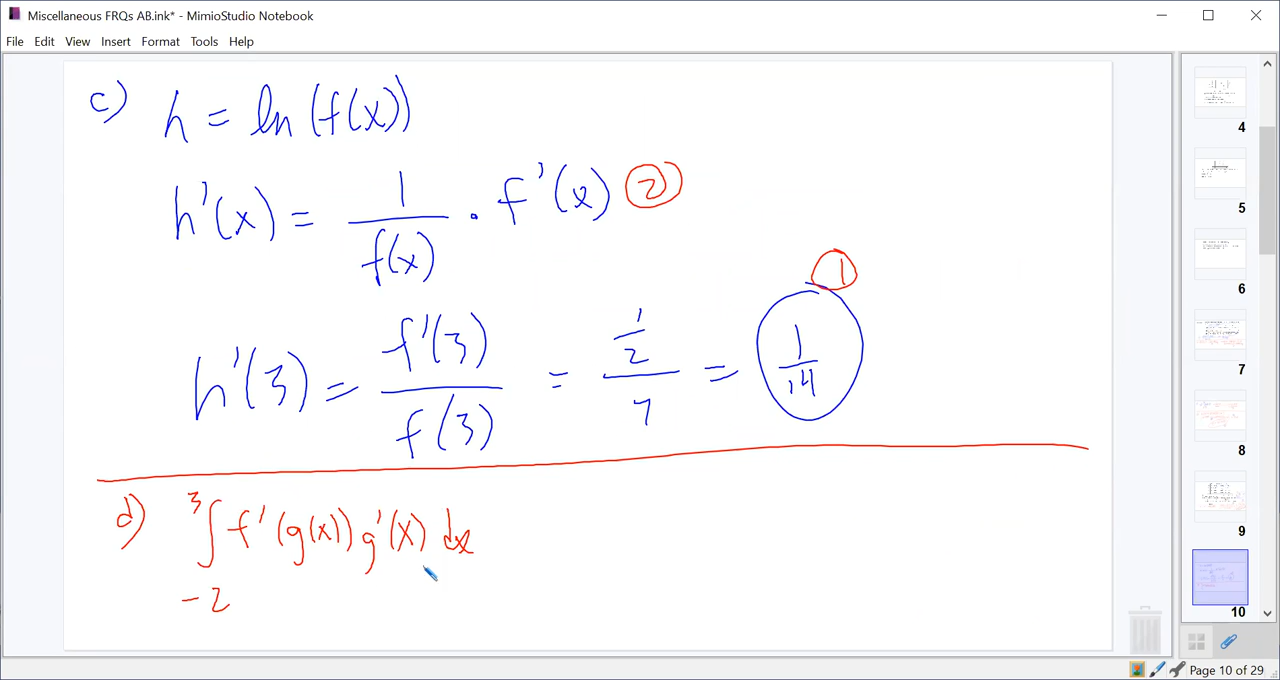 Miscellaneous FRQs AB.ink* - MimioStudio Notebook
File Edit View Insert Format Tools Help
c) h = ln(f(x))
h'(x) = 1/f(x) · f'(x) 2
1
h'(3) = f'(3)/f(3) = 1/2/7 = 1/14
d) ∫ 3 -2 f'(g(x)) g'(x) dx
4
5
6
7
8
9
10
Page 10 of 29